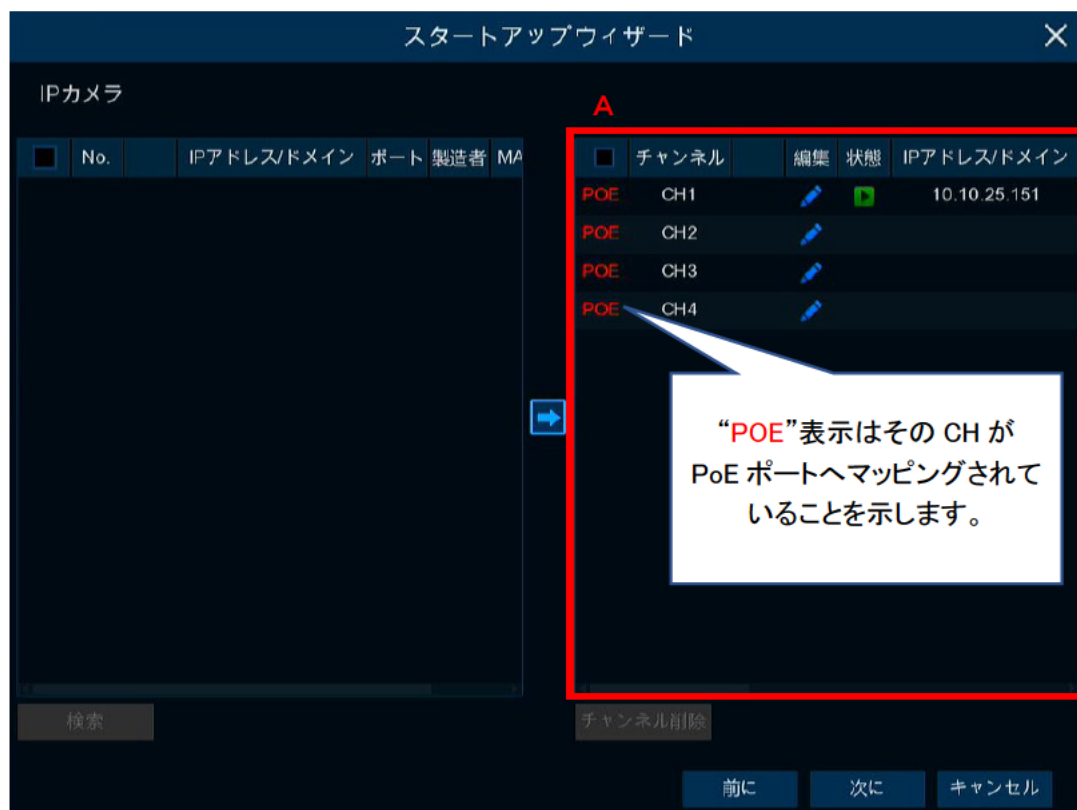 スタートアップウィザード
IPカメラ
A
No. IPアドレス/ドメイン ポート 製造者 MA
チャンネル 編集 状態 IPアドレス/ドメイン
POE CH1 10.10.25.151
POE CH2
POE CH3
POE CH4
“POE”表示はその CH が
PoE ポートへマッピングされて
いることを示します。
検索
チャンネル削除
前に 次に キャンセル